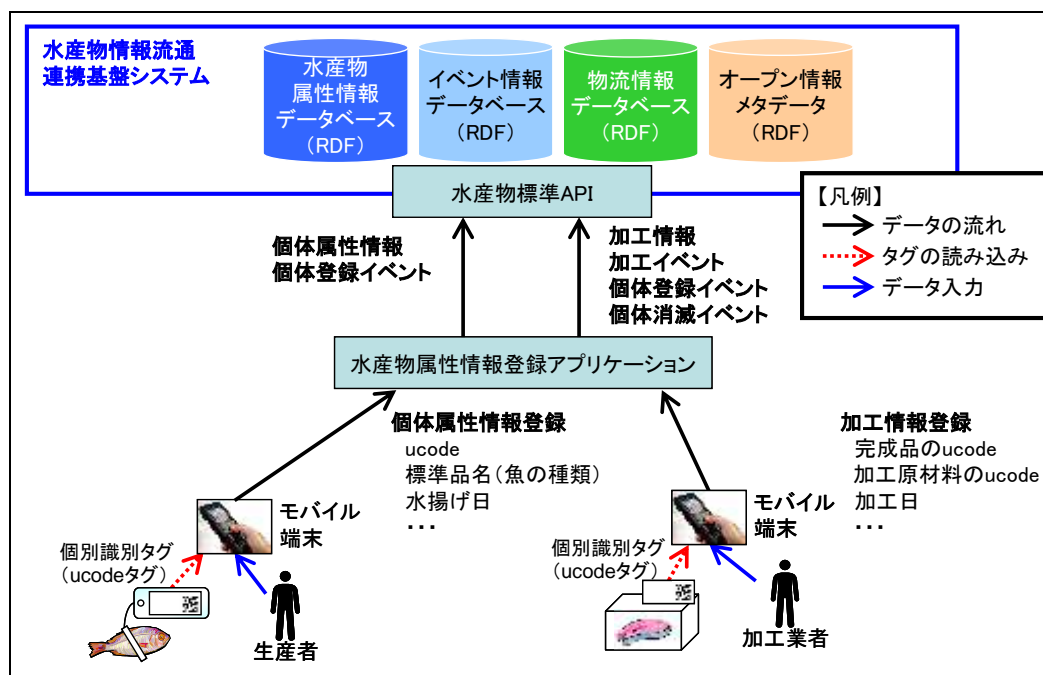 水産物情報流通
連携基盤システム
水産物
属性情報
データベース
（RDF）
イベント情報
データベース
（RDF）
物流情報
データベース
（RDF）
オープン情報
メタデータ
（RDF）
水産物標準API
【凡例】
データの流れ
タグの読み込み
データ入力
個体属性情報
個体登録イベント
加工情報
加工イベント
個体登録イベント
個体消滅イベント
水産物属性情報登録アプリケーション
個体属性情報登録
ucode
標準品名（魚の種類）
水揚げ日
・・・
加工情報登録
完成品のucode
加工原材料のucode
加工日
・・・
モバイル
端末
個別識別タグ
（ucodeタグ）
生産者
モバイル
端末
個別識別タグ
（ucodeタグ）
加工業者